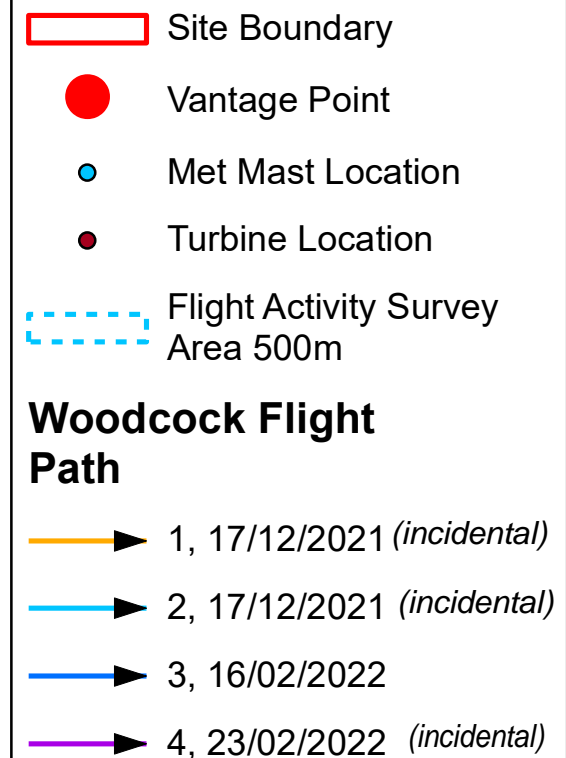 Site Boundary
Vantage Point
Met Mast Location
Turbine Location
Flight Activity Survey
Area 500m
Woodcock Flight
Path
1, 17/12/2021 (incidental)
2, 17/12/2021 (incidental)
3, 16/02/2022
4, 23/02/2022 (incidental)